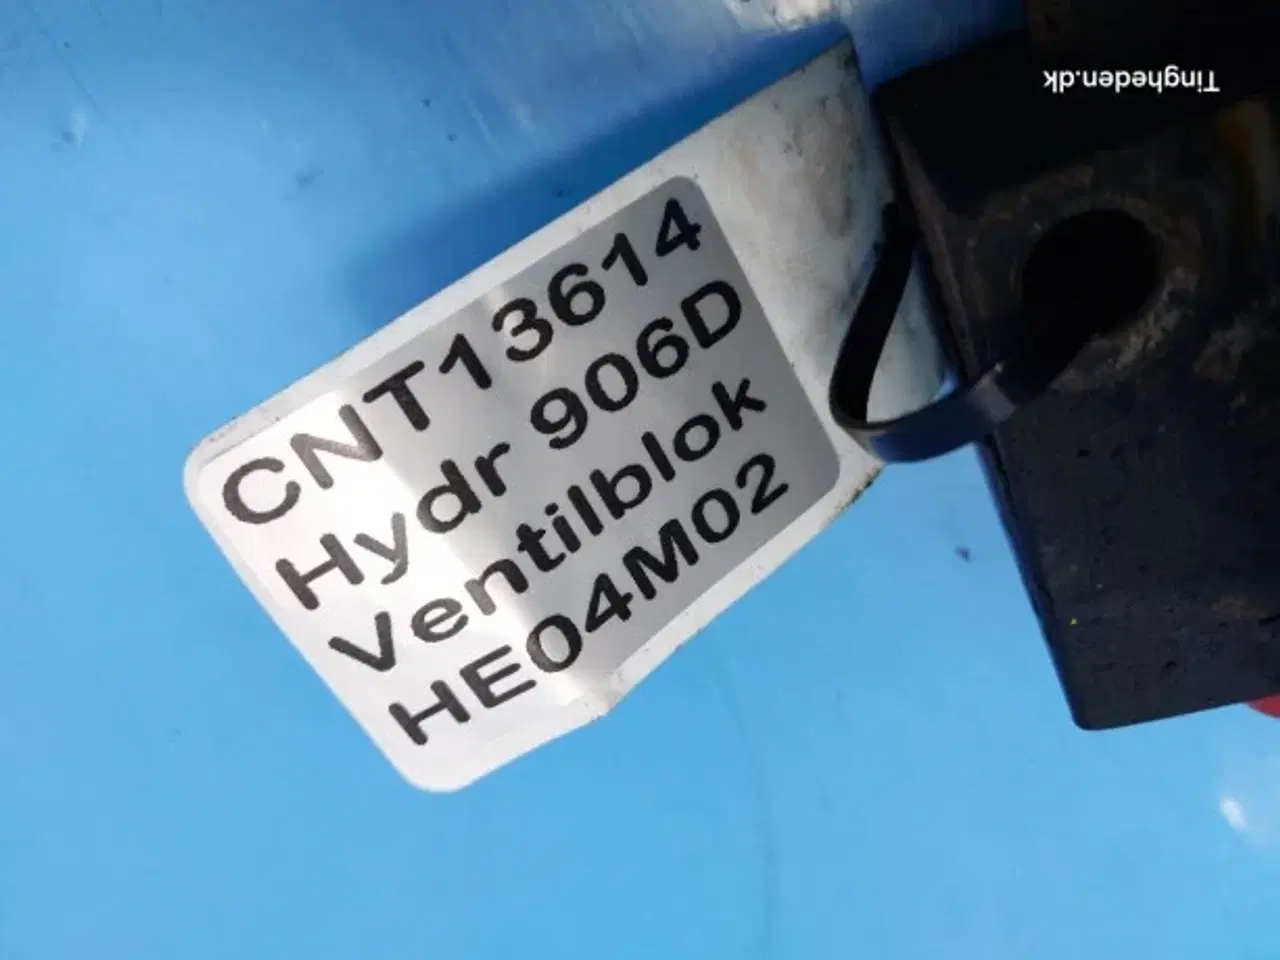 Tingheden.dk
CNT13614
Hydr 906D
Ventilblok
HE04M02